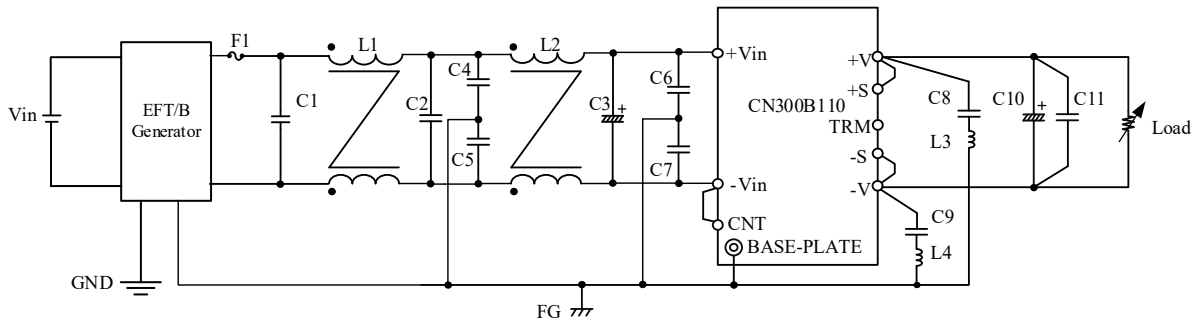 F1
L1
L2
C4
C6
+Vin
+V
+S
C8
C1
C2
C3
+
CN300B110
C10
+
C11
Vin
EFT/B
Generator
TRM
L3
Load
C5
C7
-S
-Vin
-V
C9
CNT
BASE-PLATE
L4
GND
FG